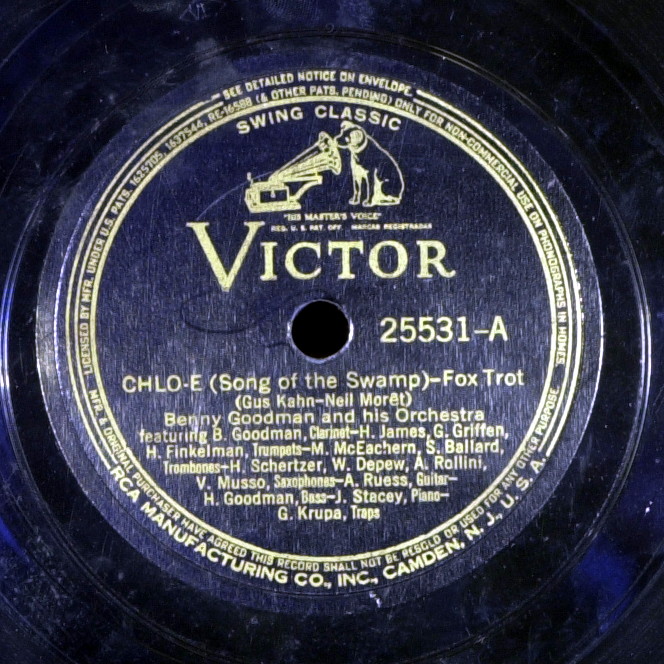 SEE DETAILED NOTICE ON ENVELOPE.
LICENSED BY MFR. UNDER U.S. PATS. 1625705, 1637544, RE-16588 (& OTHER PATS. PENDING) ONLY FOR NON-COMMERCIAL USE ON PHONOGRAPHS IN HOMES.
SWING CLASSIC
"HIS MASTER'S VOICE"
REG. U. S. PAT. OFF. MARCAS REGISTRADAS
VICTOR
25531-A
CHLO-E (Song of the Swamp)-Fox Trot
(Gus Kahn-Neil Morêt)
Benny Goodman and his Orchestra
featuring B. Goodman, Clarinet-H. James, G. Griffen,
H. Finkelman, Trumpets-M. McEachern, S. Ballard,
Trombones-H. Schertzer, W. Depew, A. Rollini,
V. Musso, Saxophones-A. Ruess, Guitar-
H. Goodman, Bass-J. Stacey, Piano-
G. Krupa, Traps
MFR. & ORIGINAL PURCHASER HAVE AGREED THIS RECORD SHALL NOT BE RESOLD OR USED FOR ANY OTHER PURPOSE.
RCA MANUFACTURING CO., INC., CAMDEN, N. J., U. S. A.